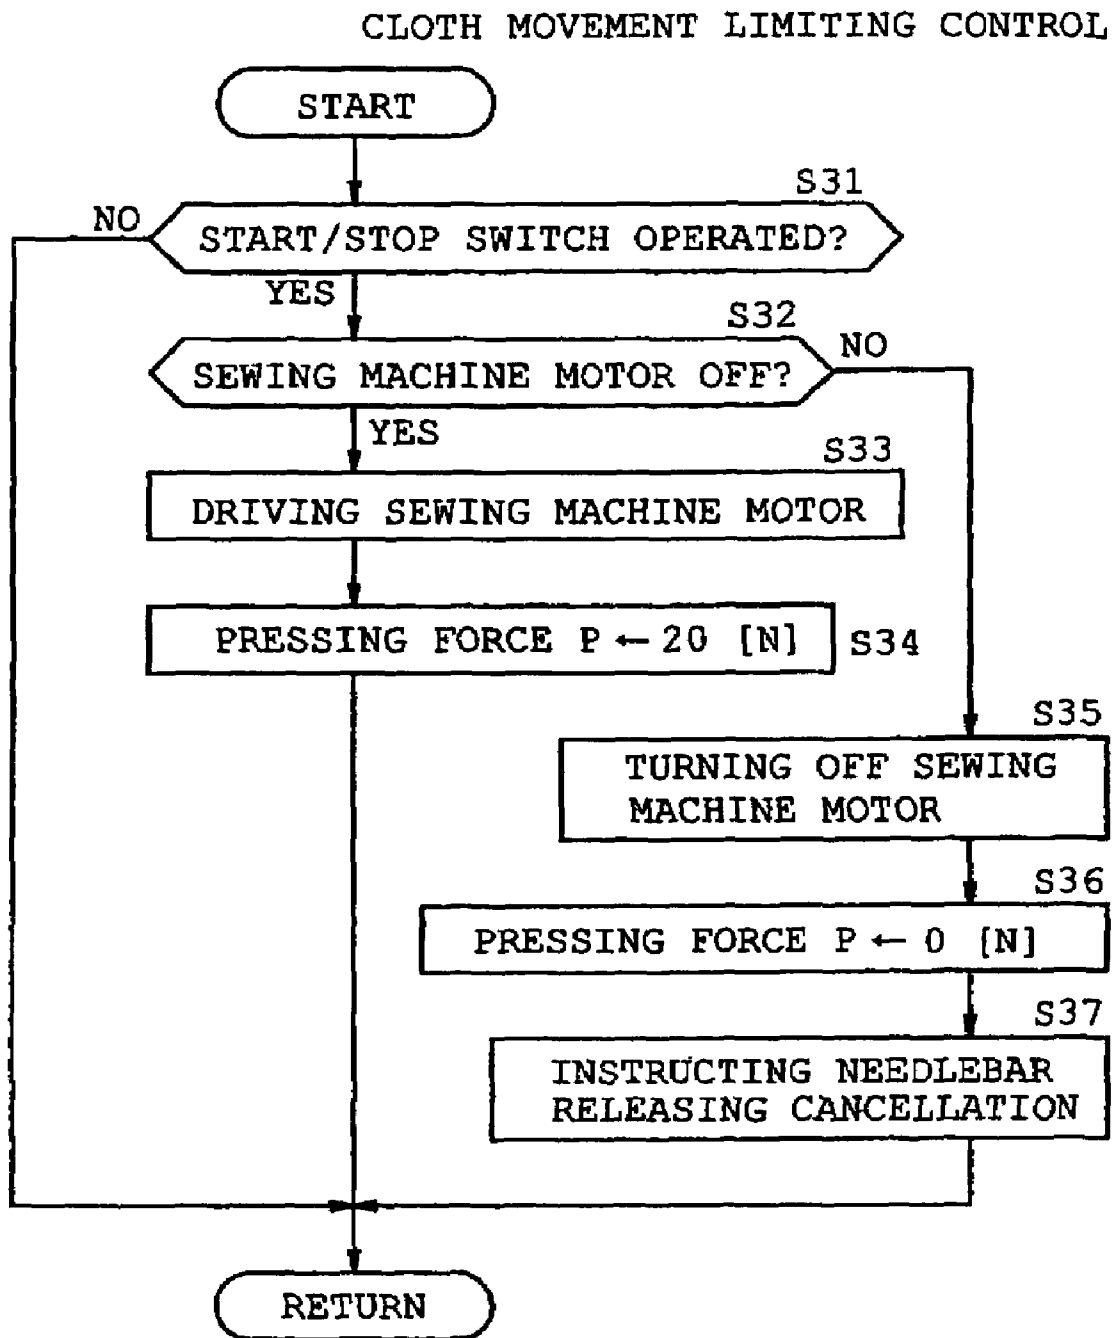 CLOTH MOVEMENT LIMITING CONTROL
START
S31
NO
START/STOP SWITCH OPERATED?
YES
S32
NO
SEWING MACHINE MOTOR OFF?
YES
S33
DRIVING SEWING MACHINE MOTOR
PRESSING FORCE P ← 20 [N]
S34
S35
TURNING OFF SEWING
MACHINE MOTOR
S36
PRESSING FORCE P ← 0 [N]
S37
INSTRUCTING NEEDLEBAR
RELEASING CANCELLATION
RETURN